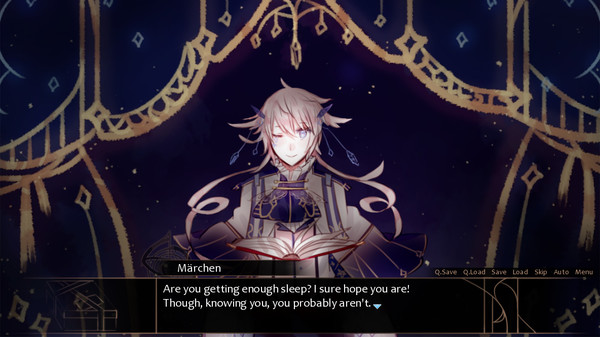 Märchen
Q.Save Q.Load Save Load Skip Auto Menu
Are you getting enough sleep? I sure hope you are!
Though, knowing you, you probably aren't.